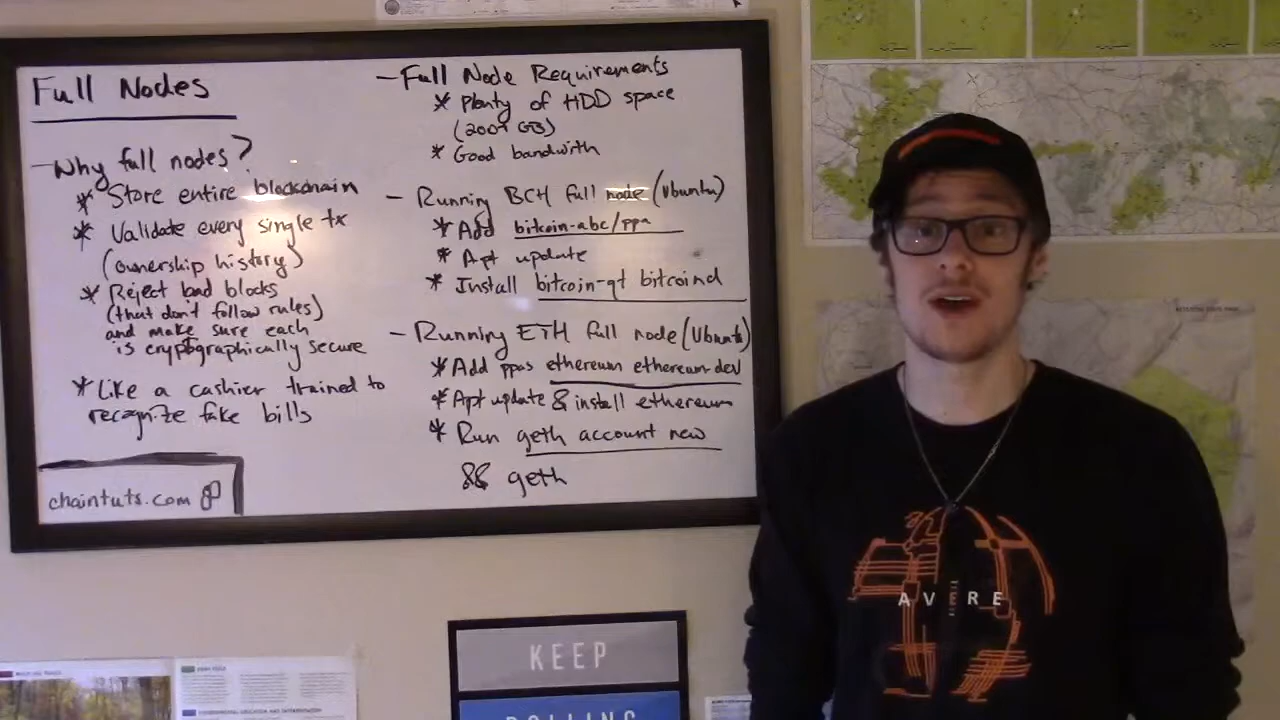 Full Nodes
- Why full nodes?
* Store entire blockchain
* Validate every single tx
(ownership history)
* Reject bad blocks
(that don't follow rules)
and make sure each
is cryptographically secure
* Like a cashier trained to
recognize fake bills
chaintuts.com
- Full Node Requirements
* Plenty of HDD space
(200+ GB)
* Good bandwith
- Running BCH full node (Ubuntu)
* Add bitcoin-abc/ppa
* Apt update
* Install bitcoin-qt bitcoind
- Running ETH full node (Ubuntu)
* Add ppas ethereum ethereum-dev
* Apt update & install ethereum
* Run geth account new
&& geth
AVERE
KEEP
ROLLING